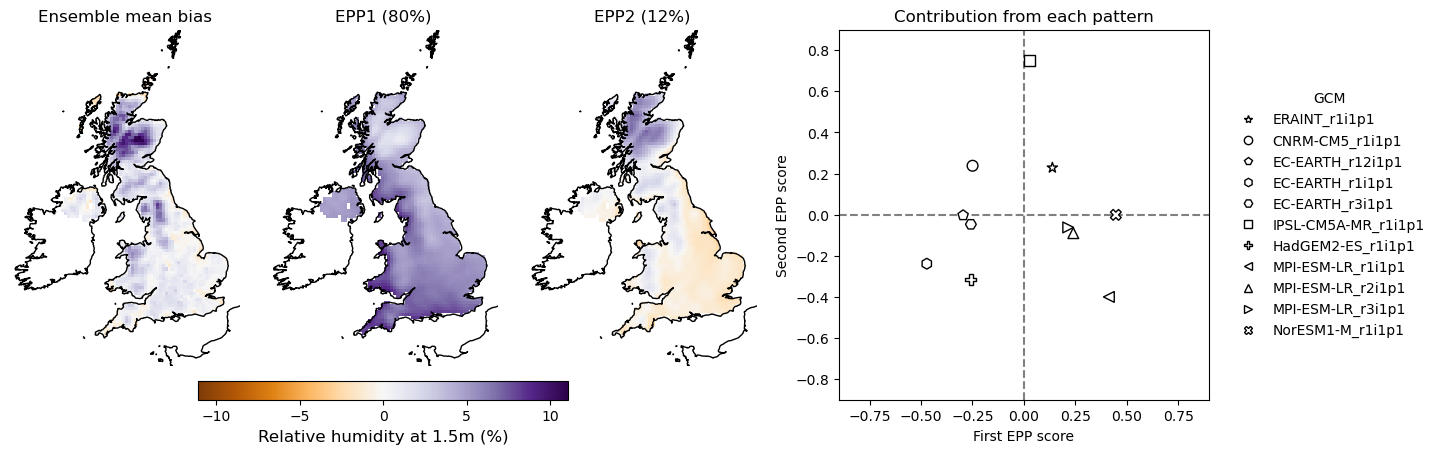 Ensemble mean bias
EPP1 (80%)
EPP2 (12%)
Contribution from each pattern
−10
−5
0
5
10
Relative humidity at 1.5m (%)
Second EPP score
0.8
0.6
0.4
0.2
0.0
−0.2
−0.4
−0.6
−0.8
−0.75
−0.50
−0.25
0.00
0.25
0.50
0.75
First EPP score
GCM
ERAINT_r1i1p1
CNRM-CM5_r1i1p1
EC-EARTH_r12i1p1
EC-EARTH_r1i1p1
EC-EARTH_r3i1p1
IPSL-CM5A-MR_r1i1p1
HadGEM2-ES_r1i1p1
MPI-ESM-LR_r1i1p1
MPI-ESM-LR_r2i1p1
MPI-ESM-LR_r3i1p1
NorESM1-M_r1i1p1